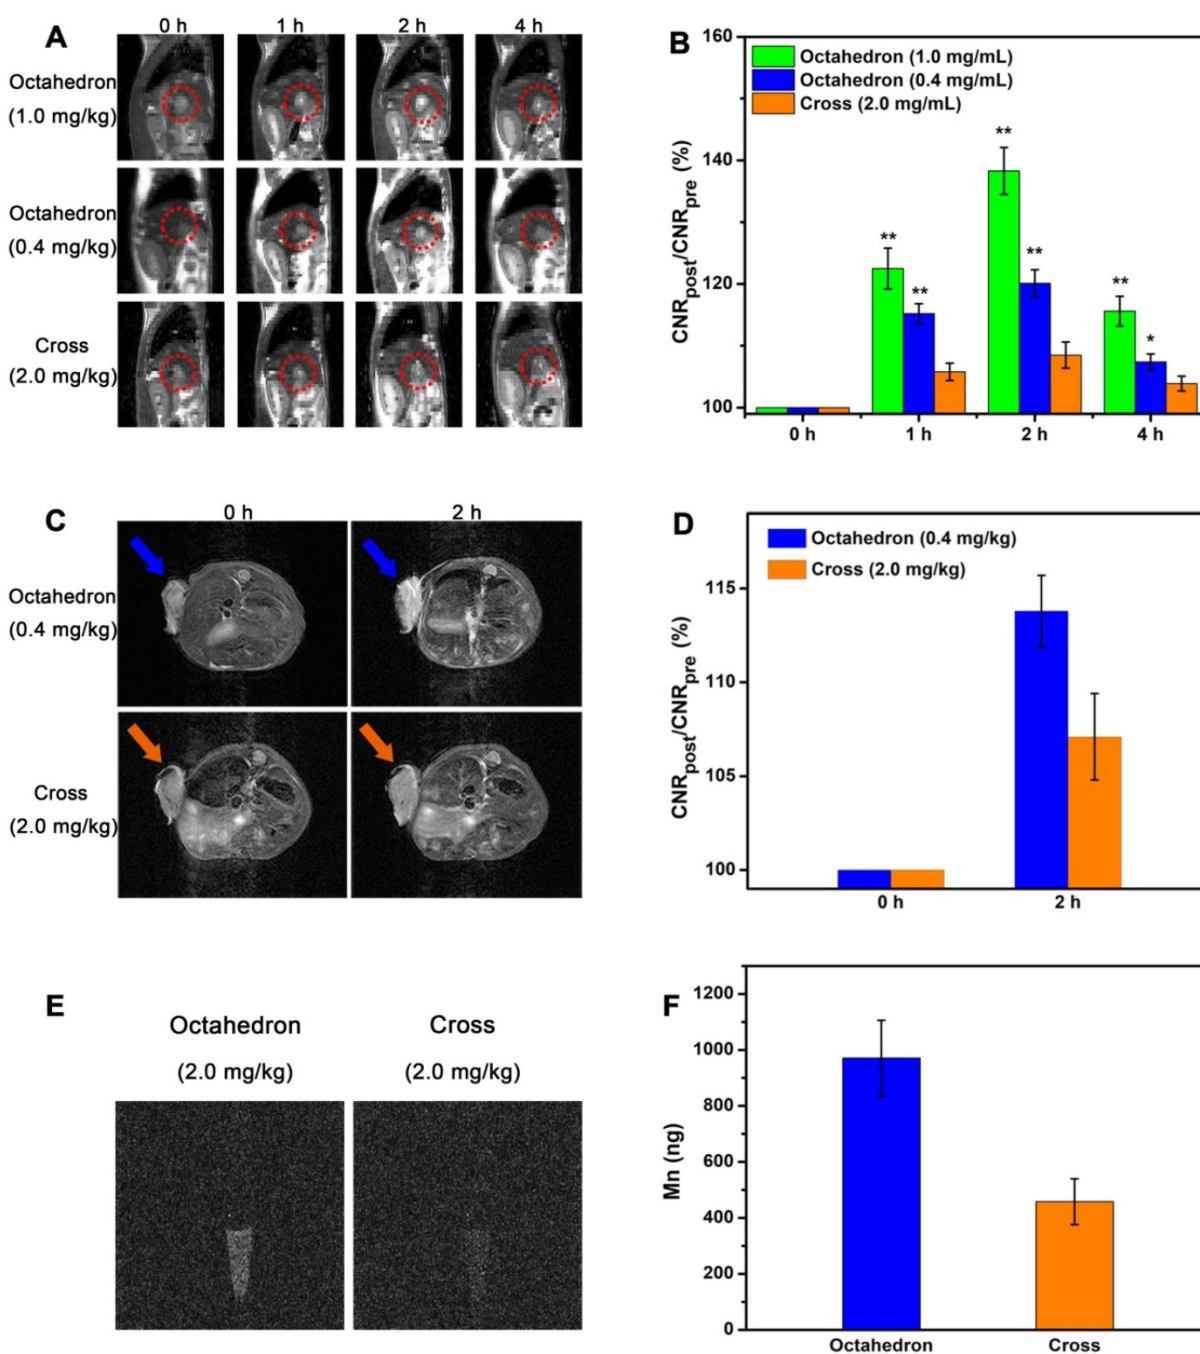 A
0 h 1 h 2 h 4 h
Octahedron
(1.0 mg/kg)
Octahedron
(0.4 mg/kg)
Cross
(2.0 mg/kg)
B
CNRpost/CNRpre (%)
160
140
120
100
Octahedron (1.0 mg/mL)
Octahedron (0.4 mg/mL)
Cross (2.0 mg/mL)
** ** ** ** ** *
0 h 1 h 2 h 4 h
C
0 h 2 h
Octahedron
(0.4 mg/kg)
Cross
(2.0 mg/kg)
D
CNRpost/CNRpre (%)
115
110
105
100
Octahedron (0.4 mg/kg)
Cross (2.0 mg/kg)
0 h 2 h
E
Octahedron Cross
(2.0 mg/kg) (2.0 mg/kg)
F
Mn (ng)
1200
1000
800
600
400
200
0
Octahedron Cross